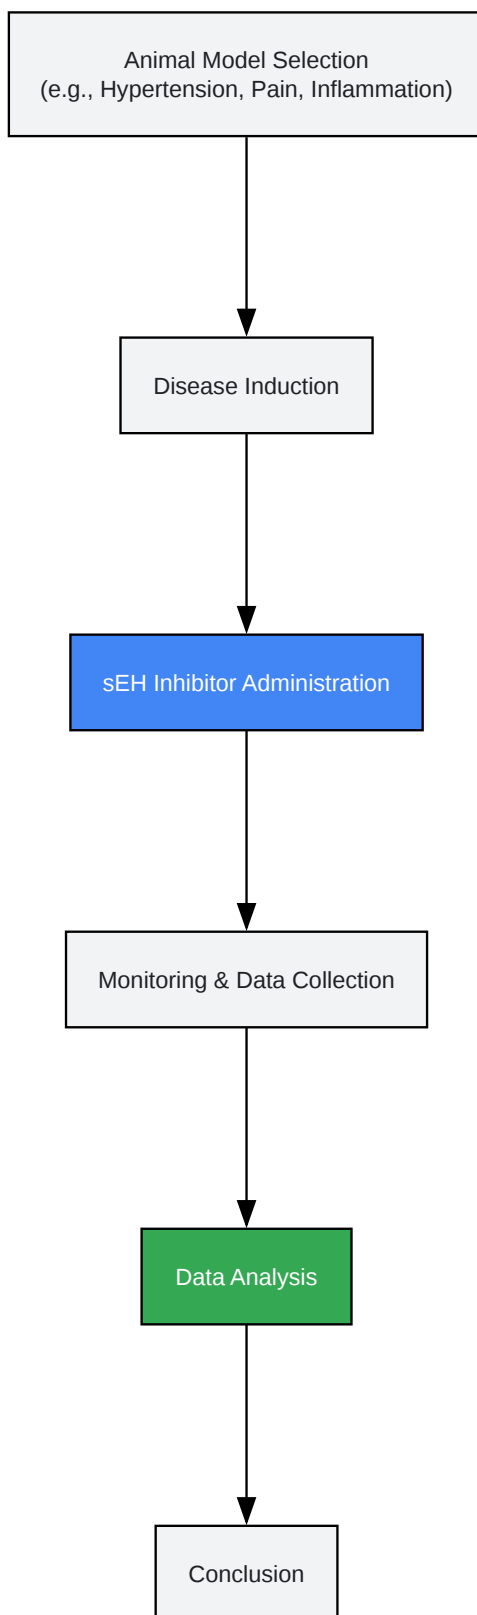 Animal Model Selection
(e.g., Hypertension, Pain, Inflammation)
Disease Induction
sEH Inhibitor Administration
Monitoring & Data Collection
Data Analysis
Conclusion